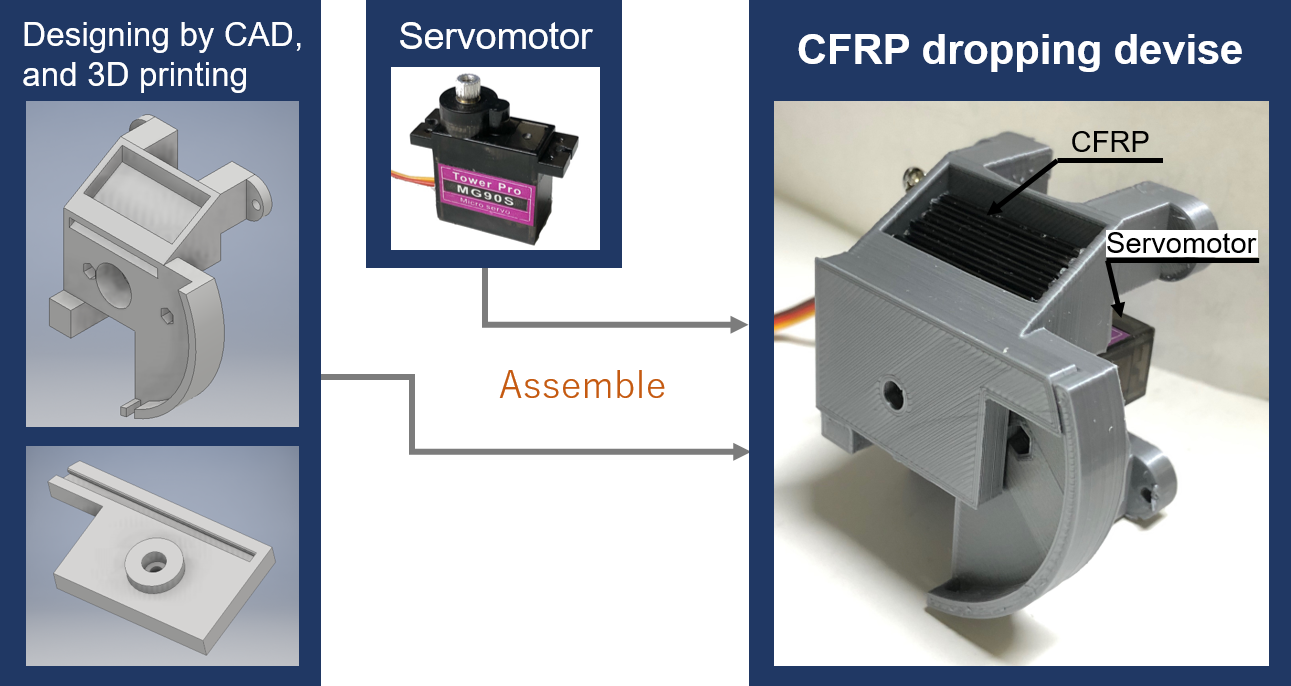 Designing by CAD,
and 3D printing
Servomotor
Tower Pro
MG90S
Micro servo
Assemble
CFRP dropping devise
CFRP
Servomotor